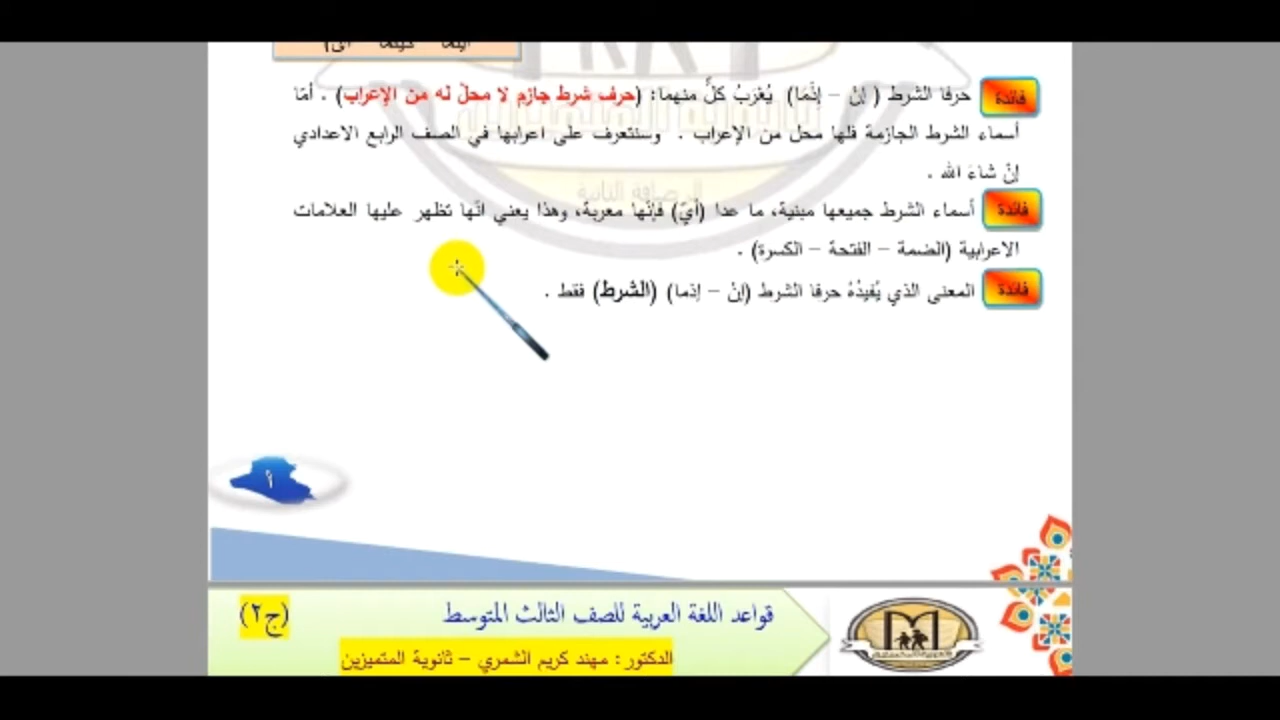 أينما كيفما أنّى)
فائدة حرفا الشرط ( إنْ – إذْمَا) يُعْرَبُ كلٌّ منهما: (حرف شرط جازم لا محلّ له من الإعراب) . أمّا
أسماء الشرط الجازمة فلها محل من الإعراب . وسنتعرف على اعرابها في الصف الرابع الاعدادي
إنْ شاءَ الله .
فائدة أسماء الشرط جميعها مبنية، ما عدا (أيّ) فإنّها معربة، وهذا يعني انّها تظهر عليها العلامات
الاعرابية (الضمة – الفتحة – الكسرة) .
فائدة المعنى الذي يُفيدُهُ حرفا الشرط (إنْ – إذما) (الشرط) فقط .
أ
قواعد اللغة العربية للصف الثالث المتوسط (ج٢)
الدكتور : مهند كريم الشمري – ثانوية المتميزين